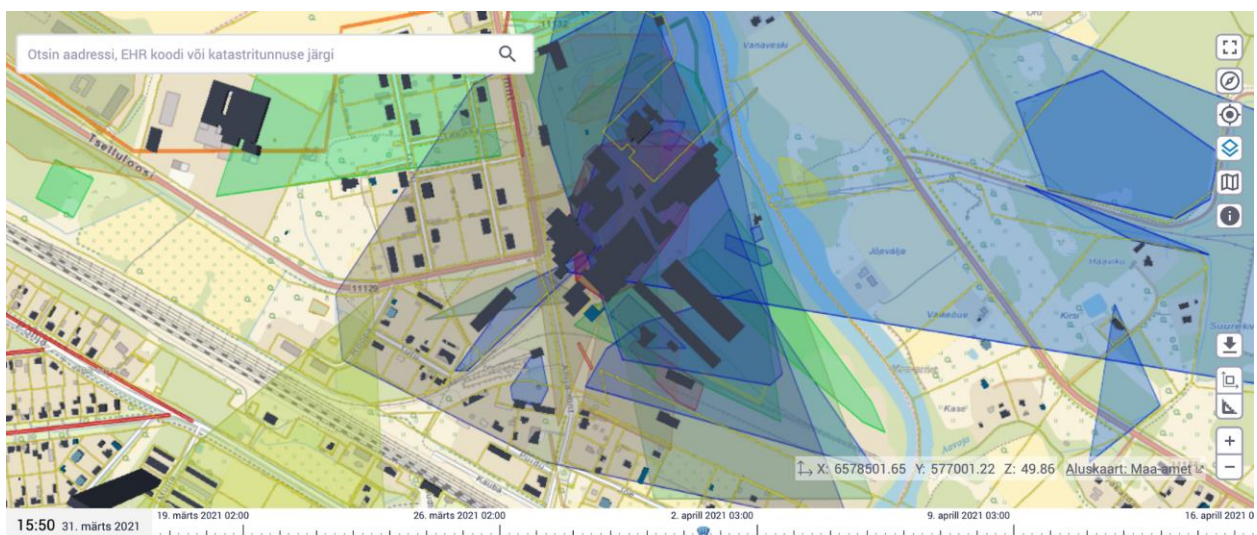 11132
Otsin aadressi, EHR koodi või katastritunnuse järgi
Vanaveski
Tselluloosi
Jõevälja
11129
Kauba
Kirsi
Kase
X: 6578501.65 Y: 577001.22 Z: 49.86 Aluskaart: Maa-amet
15:50 31. märts 2021
19. märts 2021 02:00
26. märts 2021 02:00
2. aprill 2021 03:00
9. aprill 2021 03:00
16. aprill 2021 0